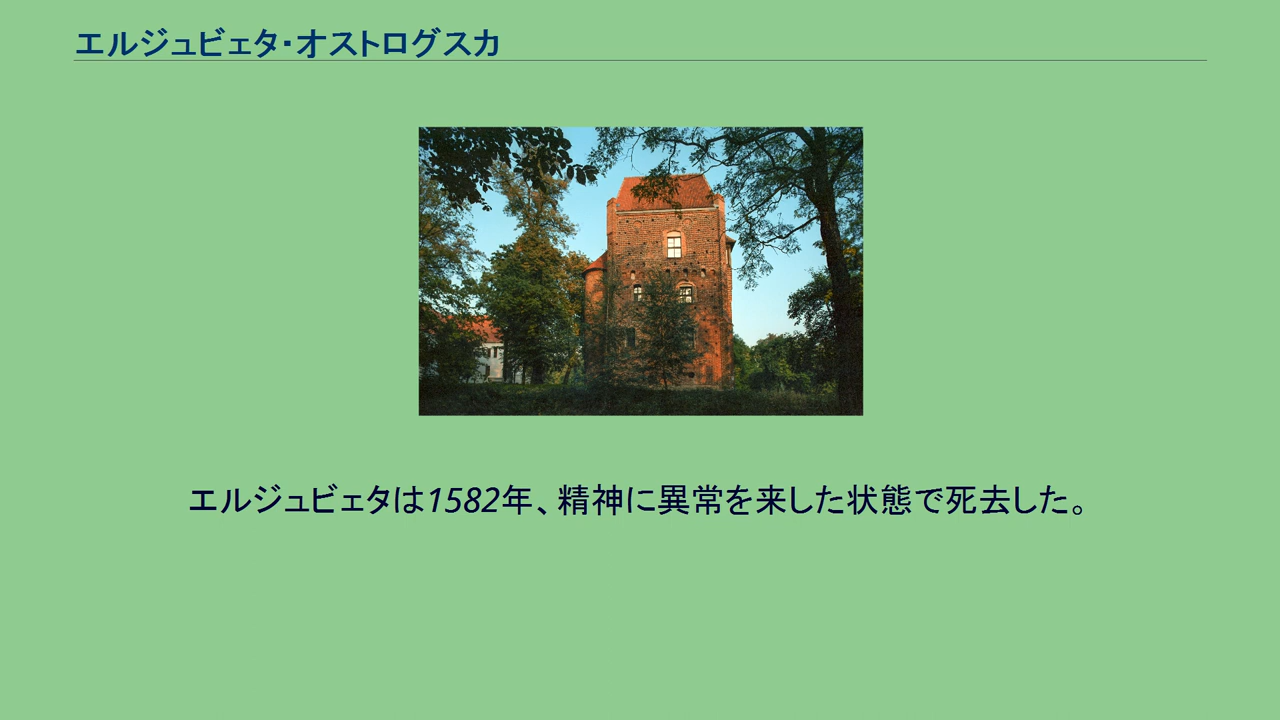 エルジュビェタ・オストログスカ
エルジュビェタは1582年、精神に異常を来した状態で死去した。